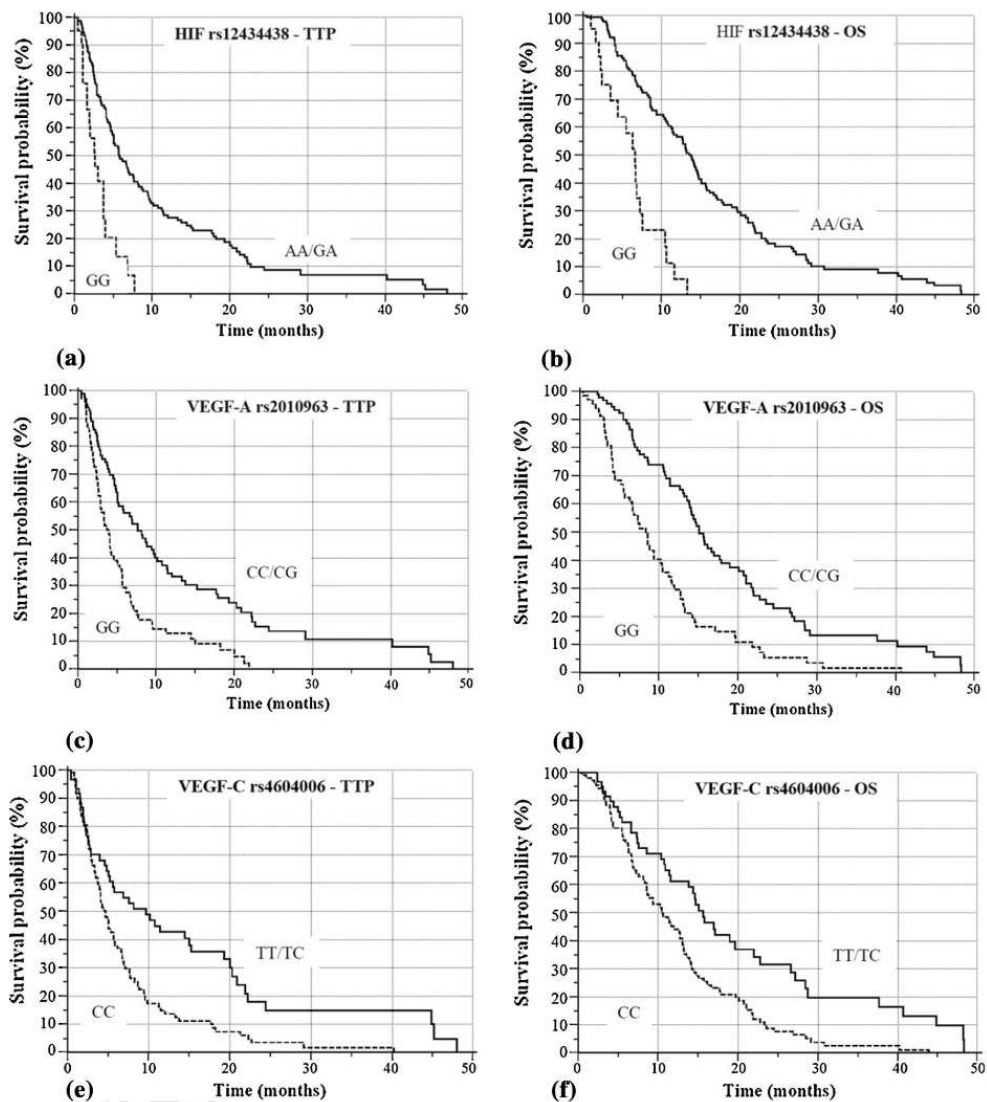 HIF rs12434438 - TTP
Survival probability (%)
100
90
80
70
60
50
40
30
20
10
0
GG
AA/GA
0 10 20 30 40 50
Time (months)
(a)
HIF rs12434438 - OS
Survival probability (%)
100
90
80
70
60
50
40
30
20
10
0
GG
AA/GA
0 10 20 30 40 50
Time (months)
(b)
VEGF-A rs2010963 - TTP
Survival probability (%)
100
90
80
70
60
50
40
30
20
10
0
CC/CG
GG
0 10 20 30 40 50
Time (months)
(c)
VEGF-A rs2010963 - OS
Survival probability (%)
100
90
80
70
60
50
40
30
20
10
0
CC/CG
GG
0 10 20 30 40 50
Time (months)
(d)
VEGF-C rs4604006 - TTP
Survival probability (%)
100
90
80
70
60
50
40
30
20
10
0
TT/TC
CC
0 10 20 30 40 50
Time (months)
(e)
VEGF-C rs4604006 - OS
Survival probability (%)
100
90
80
70
60
50
40
30
20
10
0
TT/TC
CC
0 10 20 30 40 50
Time (months)
(f)